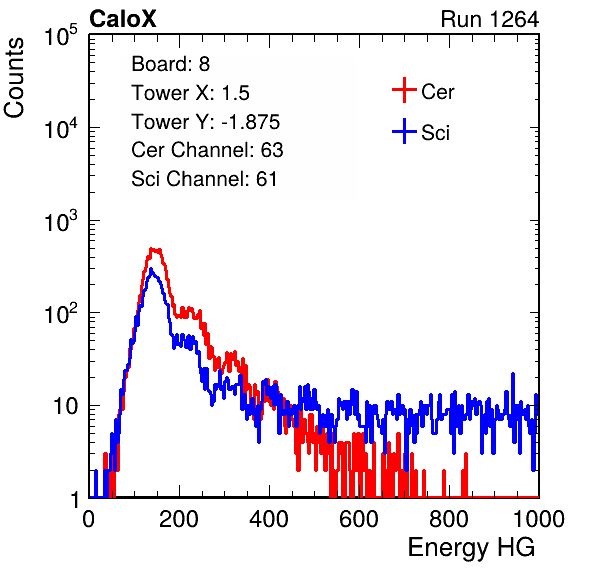 CaloX Run 1264
Counts
10^5
10^4
10^3
10^2
10
1
Board: 8
Tower X: 1.5
Tower Y: -1.875
Cer Channel: 63
Sci Channel: 61
Cer
Sci
0 200 400 600 800 1000
Energy HG